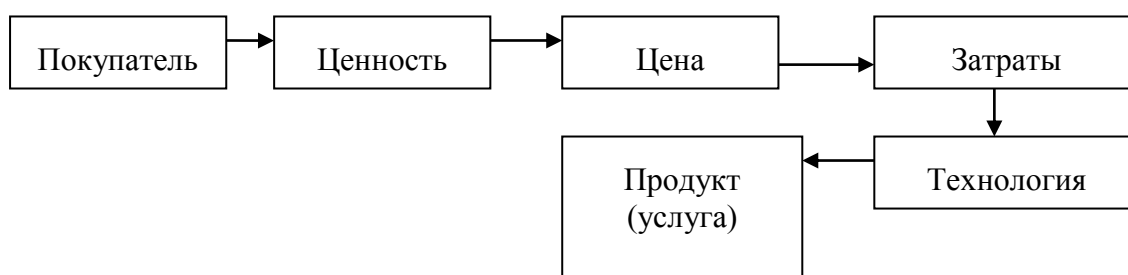 Покупатель
Ценность
Цена
Затраты
Технология
Продукт
(услуга)